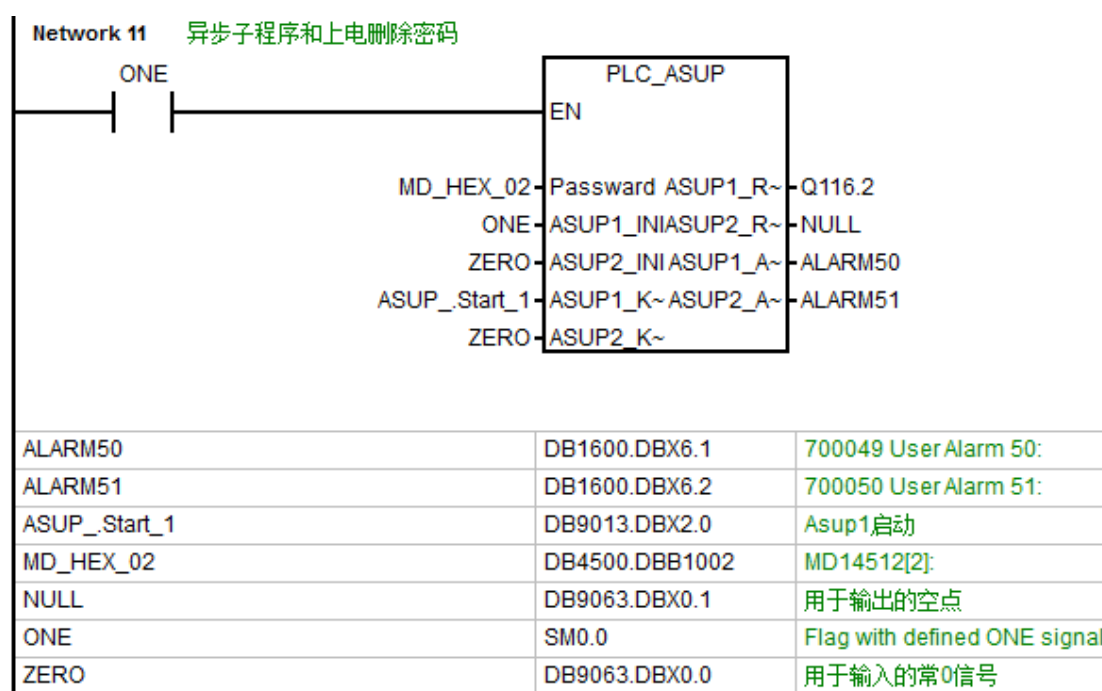 Network 11 异步子程序和上电删除密码
ONE
PLC_ASUP
EN
MD_HEX_02 Passward ASUP1_R~ Q116.2
ONE ASUP1_INI ASUP2_R~ NULL
ZERO ASUP2_INI ASUP1_A~ ALARM50
ASUP_.Start_1 ASUP1_K~ ASUP2_A~ ALARM51
ZERO ASUP2_K~
ALARM50 DB1600.DBX6.1 700049 User Alarm 50:
ALARM51 DB1600.DBX6.2 700050 User Alarm 51:
ASUP_.Start_1 DB9013.DBX2.0 Asup1启动
MD_HEX_02 DB4500.DBB1002 MD14512[2]:
NULL DB9063.DBX0.1 用于输出的空点
ONE SM0.0 Flag with defined ONE signal
ZERO DB9063.DBX0.0 用于输入的常0信号